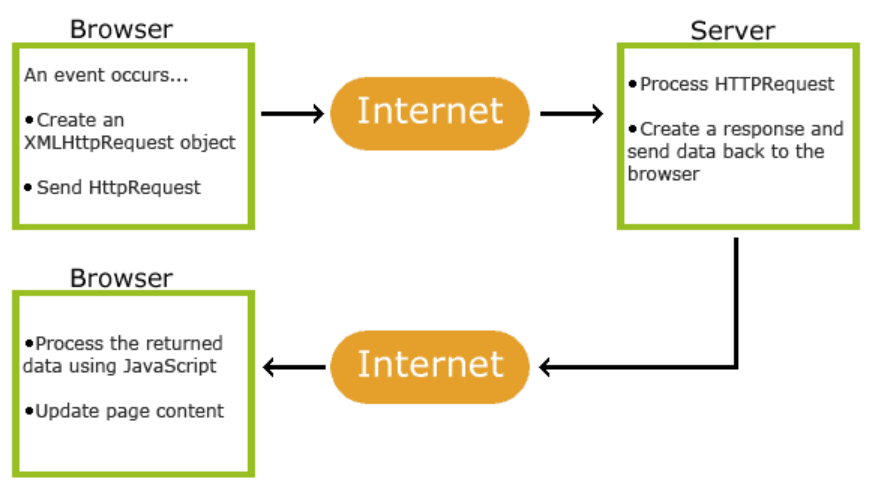 Browser
An event occurs...
•Create an
XMLHttpRequest object
• Send HttpRequest
Internet
Server
•Process HTTPRequest
•Create a response and
send data back to the
browser
Browser
•Process the returned
data using JavaScript
•Update page content
Internet